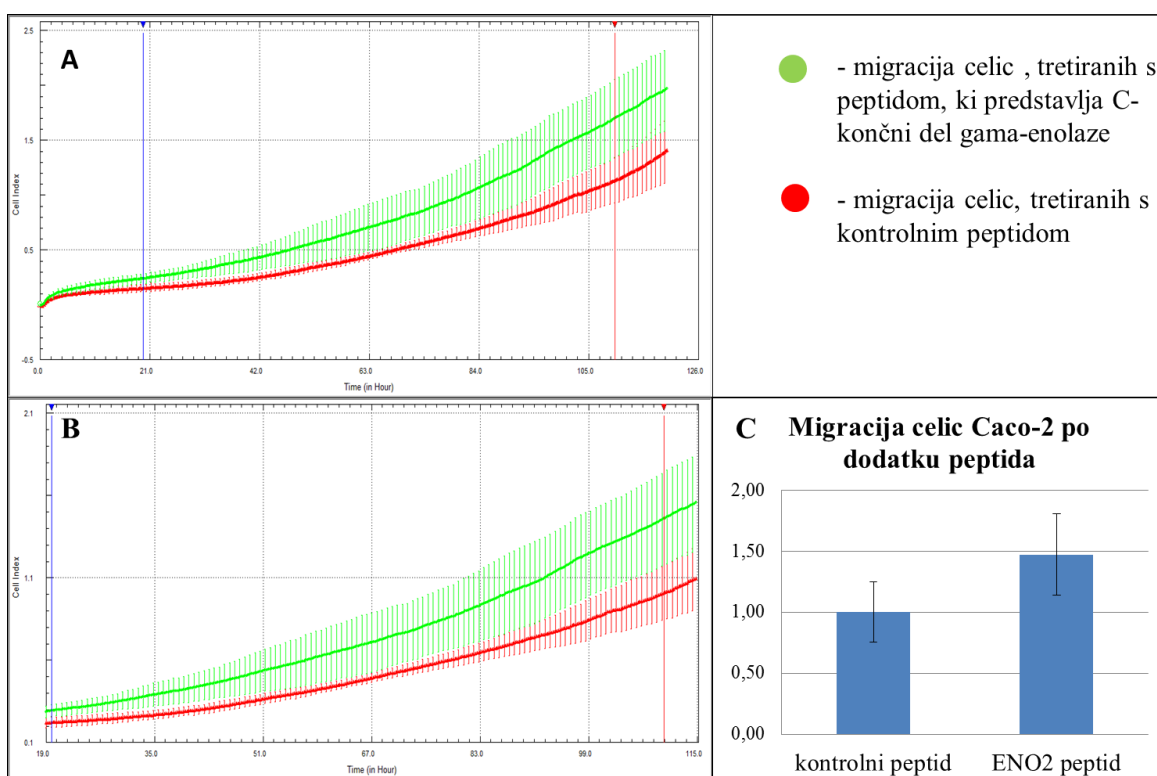 A
2.5
1.5
0.5
-0.5
Cell Index
0.0 21.0 42.0 63.0 84.0 105.0 126.0
Time (in Hour)
- migracija celic , tretiranih s
peptidom, ki predstavlja C-
končni del gama-enolaze
- migracija celic, tretiranih s
kontrolnim peptidom
B
2.1
1.1
0.1
Cell Index
19.0 35.0 51.0 67.0 83.0 99.0 115.0
Time (in Hour)
C Migracija celic Caco-2 po
dodatku peptida
2,00
1,50
1,00
0,50
0,00
kontrolni peptid ENO2 peptid